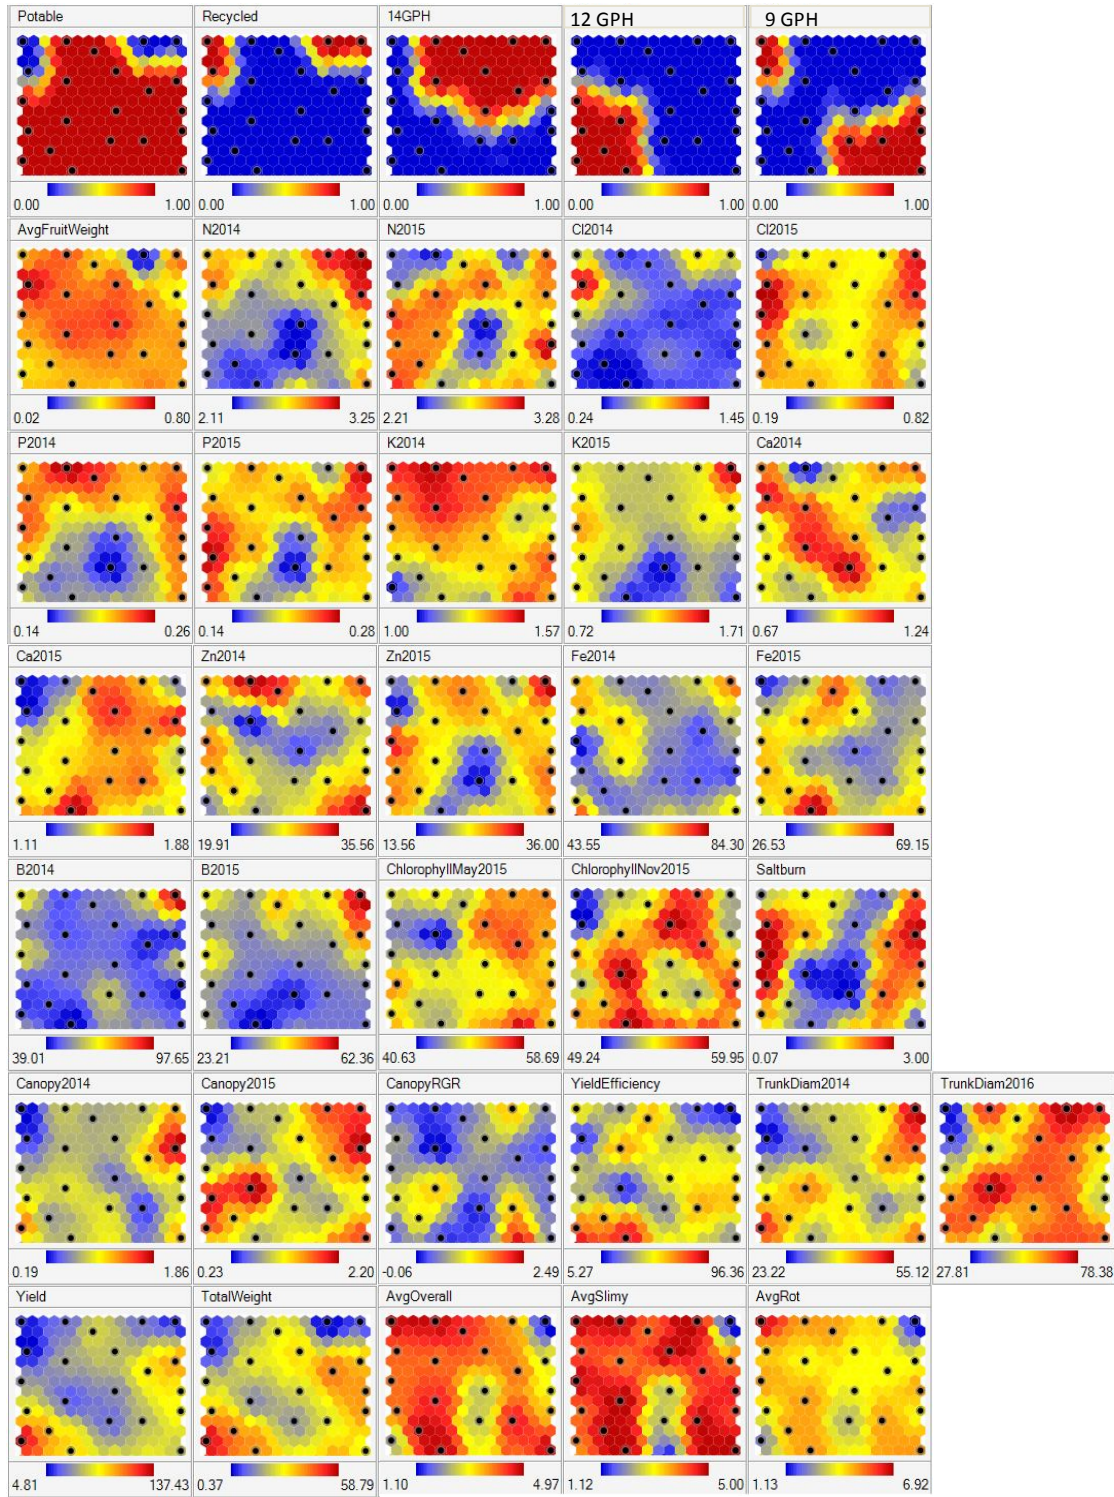 Potable Recycled 14GPH 12 GPH 9 GPH
0.00 1.00 0.00 1.00 0.00 1.00 0.00 1.00 0.00 1.00
AvgFruitWeight N2014 N2015 Cl2014 Cl2015
0.02 0.80 2.11 3.25 2.21 3.28 0.24 1.45 0.19 0.82
P2014 P2015 K2014 K2015 Ca2014
0.14 0.26 0.14 0.28 1.00 1.57 0.72 1.71 0.67 1.24
Ca2015 Zn2014 Zn2015 Fe2014 Fe2015
1.11 1.88 19.91 35.56 13.56 36.00 43.55 84.30 26.53 69.15
B2014 B2015 ChlorophyllMay2015 ChlorophyllNov2015 Saltburn
39.01 97.65 23.21 62.36 40.63 58.69 49.24 59.95 0.07 3.00
Canopy2014 Canopy2015 CanopyRGR YieldEfficiency TrunkDiam2014 TrunkDiam2016
0.19 1.86 0.23 2.20 -0.06 2.49 5.27 96.36 23.22 55.12 27.81 78.38
Yield TotalWeight AvgOverall AvgSlimy AvgRot
4.81 137.43 0.37 58.79 1.10 4.97 1.12 5.00 1.13 6.92